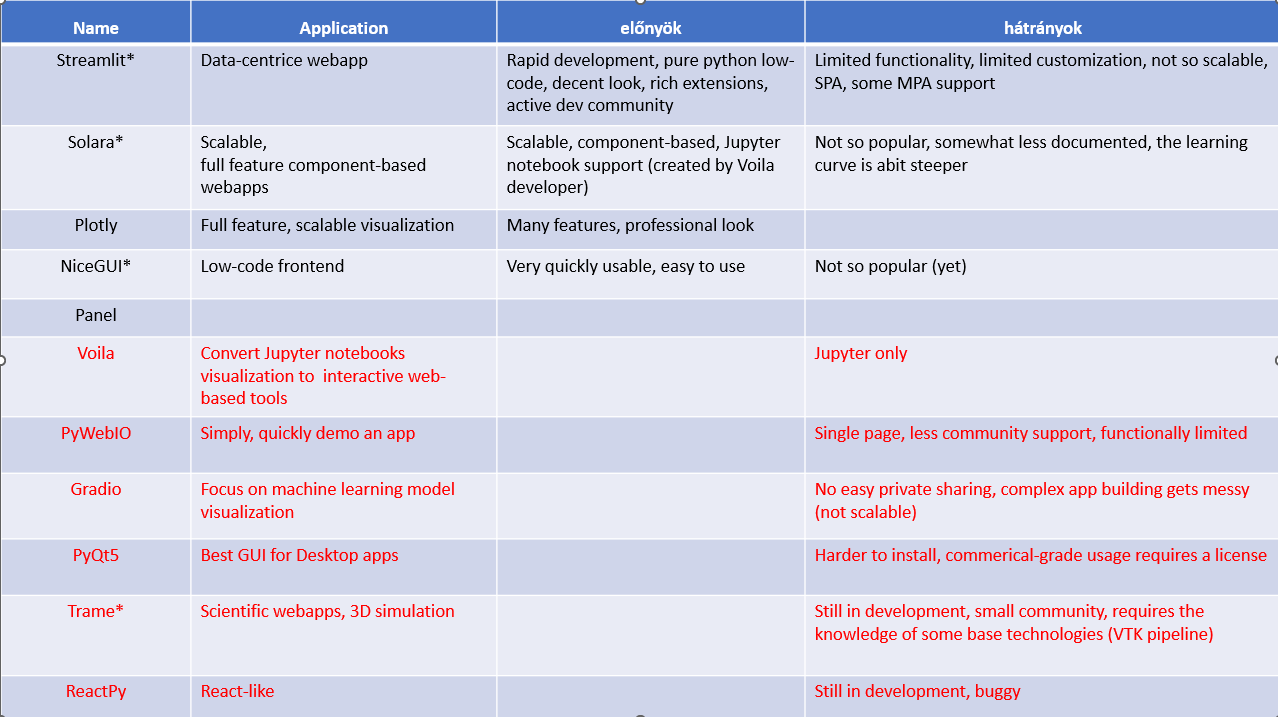 Name Application előnyök hátrányok
Streamlit* Data-centrice webapp Rapid development, pure python low- Limited functionality, limited customization, not so scalable,
code, decent look, rich extensions, SPA, some MPA support
active dev community
Solara* Scalable, Scalable, component-based, Jupyter Not so popular, somewhat less documented, the learning
full feature component-based notebook support (created by Voila curve is abit steeper
webapps developer)
Plotly Full feature, scalable visualization Many features, professional look
NiceGUI* Low-code frontend Very quickly usable, easy to use Not so popular (yet)
Panel
Voila Convert Jupyter notebooks Jupyter only
visualization to interactive web-
based tools
PyWebIO Simply, quickly demo an app Single page, less community support, functionally limited
Gradio Focus on machine learning model No easy private sharing, complex app building gets messy
visualization (not scalable)
PyQt5 Best GUI for Desktop apps Harder to install, commerical-grade usage requires a license
Trame* Scientific webapps, 3D simulation Still in development, small community, requires the
knowledge of some base technologies (VTK pipeline)
ReactPy React-like Still in development, buggy